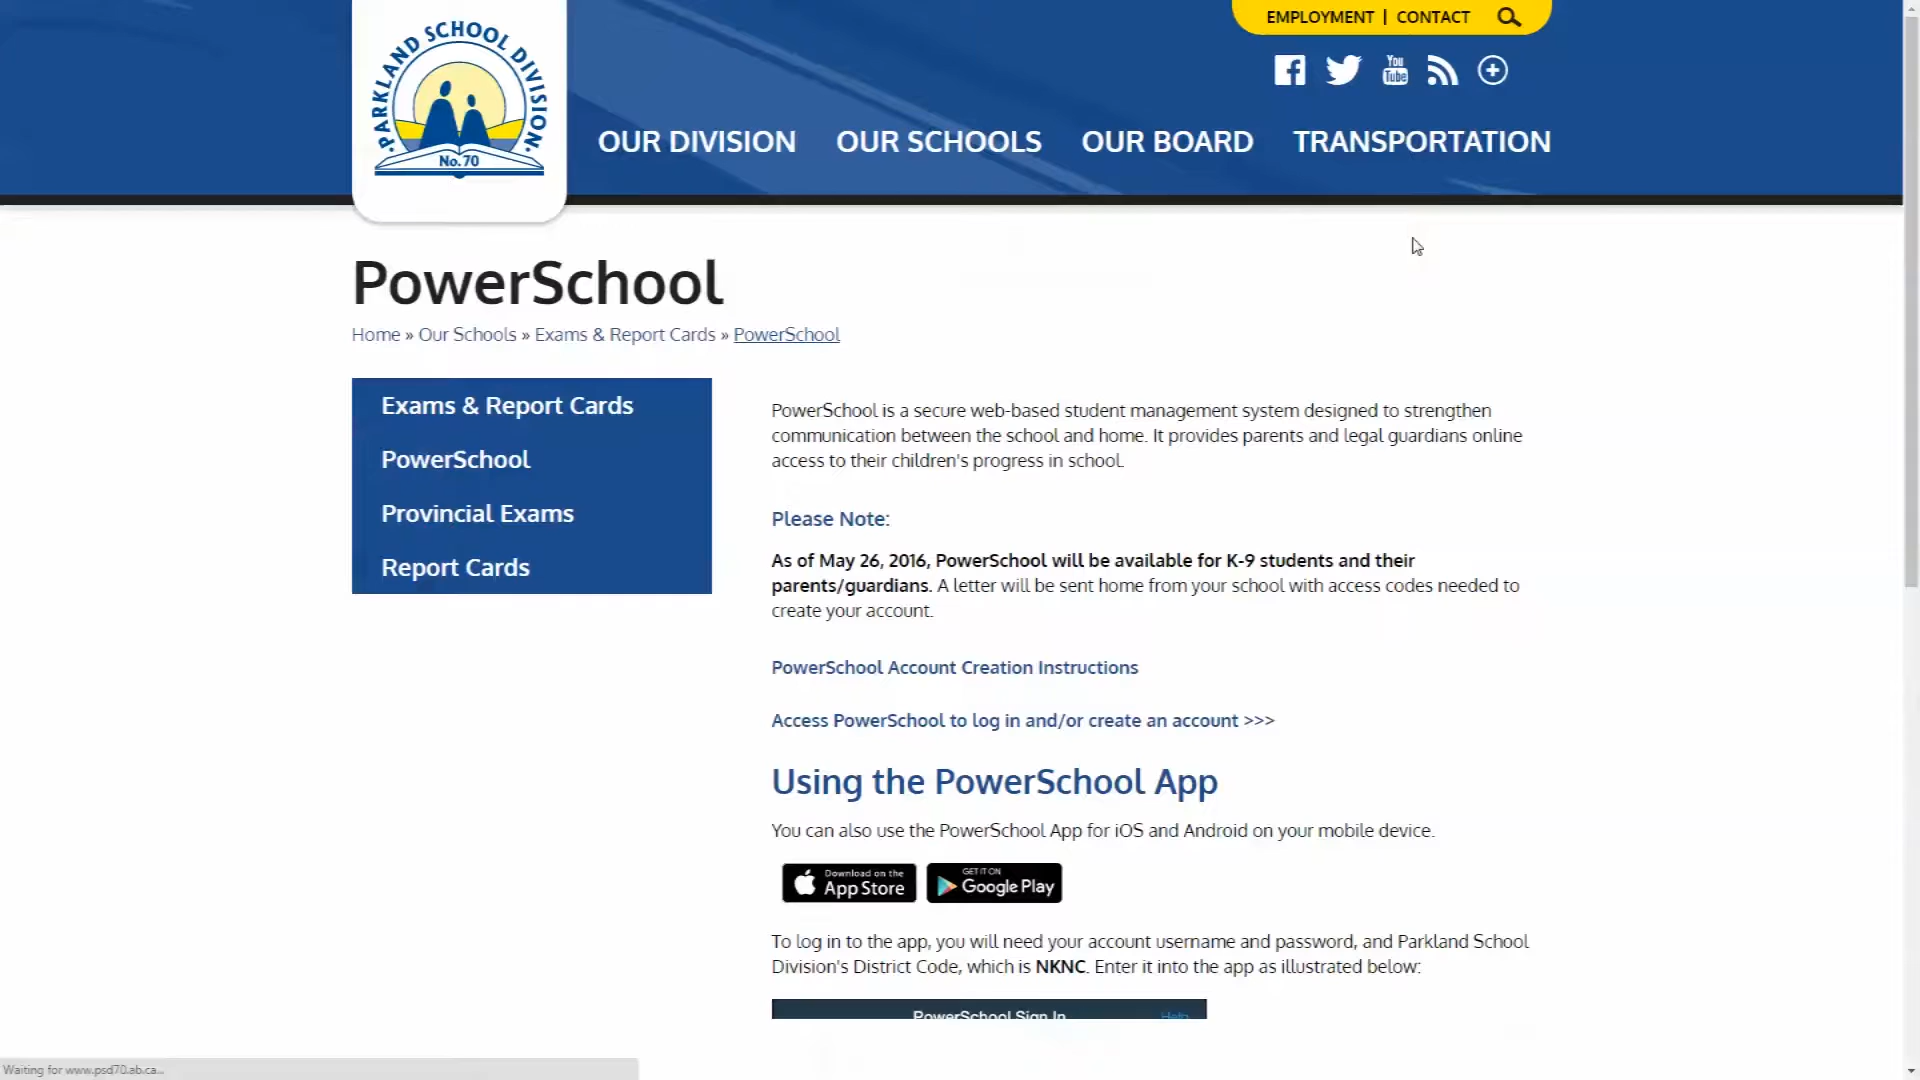 EMPLOYMENT | CONTACT
PARKLAND SCHOOL DIVISION
No. 70
You
Tube
OUR DIVISION OUR SCHOOLS OUR BOARD TRANSPORTATION
PowerSchool
Home » Our Schools » Exams & Report Cards » PowerSchool
Exams & Report Cards
PowerSchool
Provincial Exams
Report Cards
PowerSchool is a secure web-based student management system designed to strengthen
communication between the school and home. It provides parents and legal guardians online
access to their children's progress in school.
Please Note:
As of May 26, 2016, PowerSchool will be available for K-9 students and their
parents/guardians. A letter will be sent home from your school with access codes needed to
create your account.
PowerSchool Account Creation Instructions
Access PowerSchool to log in and/or create an account >>>
Using the PowerSchool App
You can also use the PowerSchool App for iOS and Android on your mobile device.
Download on the
App Store
GET IT ON
Google Play
To log in to the app, you will need your account username and password, and Parkland School
Division's District Code, which is NKNC. Enter it into the app as illustrated below:
PowerSchool Sign In Help
Waiting for www.psd70.ab.ca...